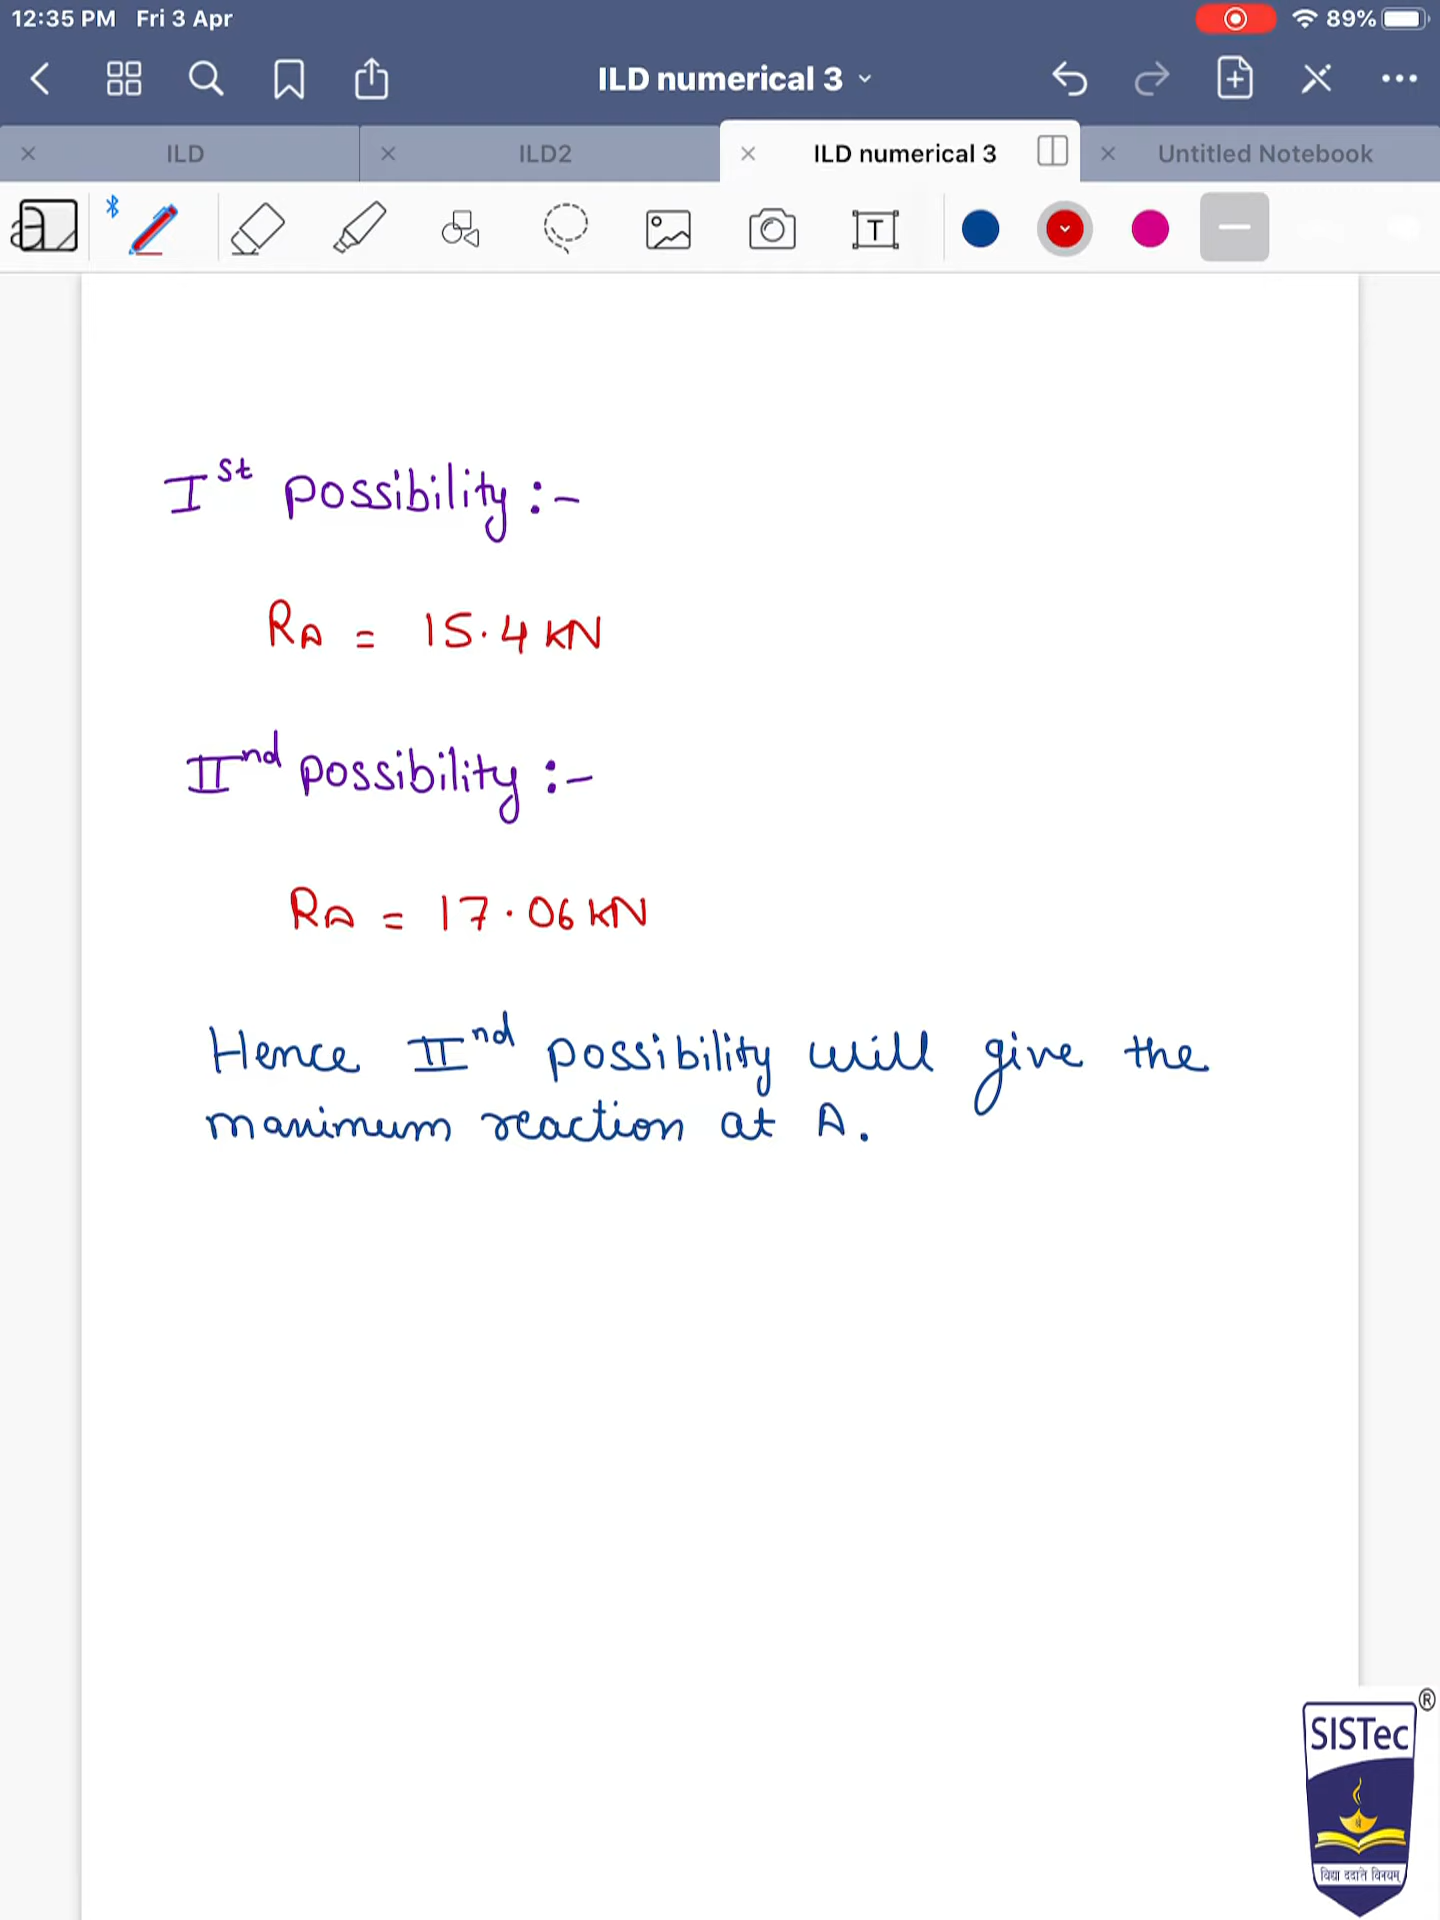 12:35 PM Fri 3 Apr 89%
ILD numerical 3
ILD ILD2 ILD numerical 3 Untitled Notebook
a T
Ist possibility :-
RA = 15.4 KN
IInd possibility :-
RA = 17.06 KN
Hence IInd possibility will give the
maximum reaction at A.
®
SISTec
विद्या ददाति विनयम्